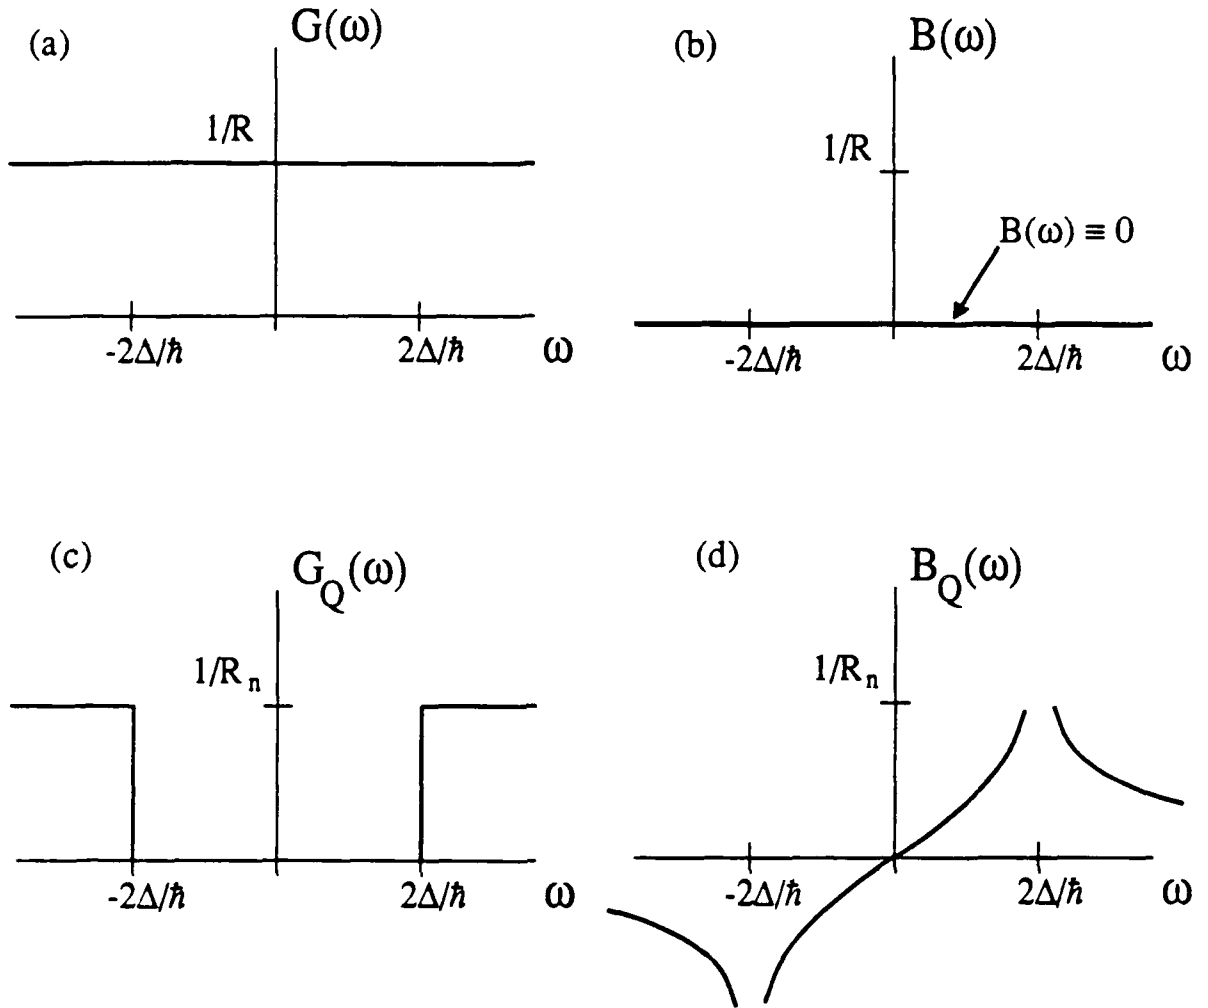 (a)
G(ω)
1/R
-2Δ/ħ
2Δ/ħ
ω
(b)
B(ω)
1/R
B(ω) ≡ 0
-2Δ/ħ
2Δ/ħ
ω
(c)
G_Q(ω)
1/R_n
-2Δ/ħ
2Δ/ħ
ω
(d)
B_Q(ω)
1/R_n
-2Δ/ħ
2Δ/ħ
ω